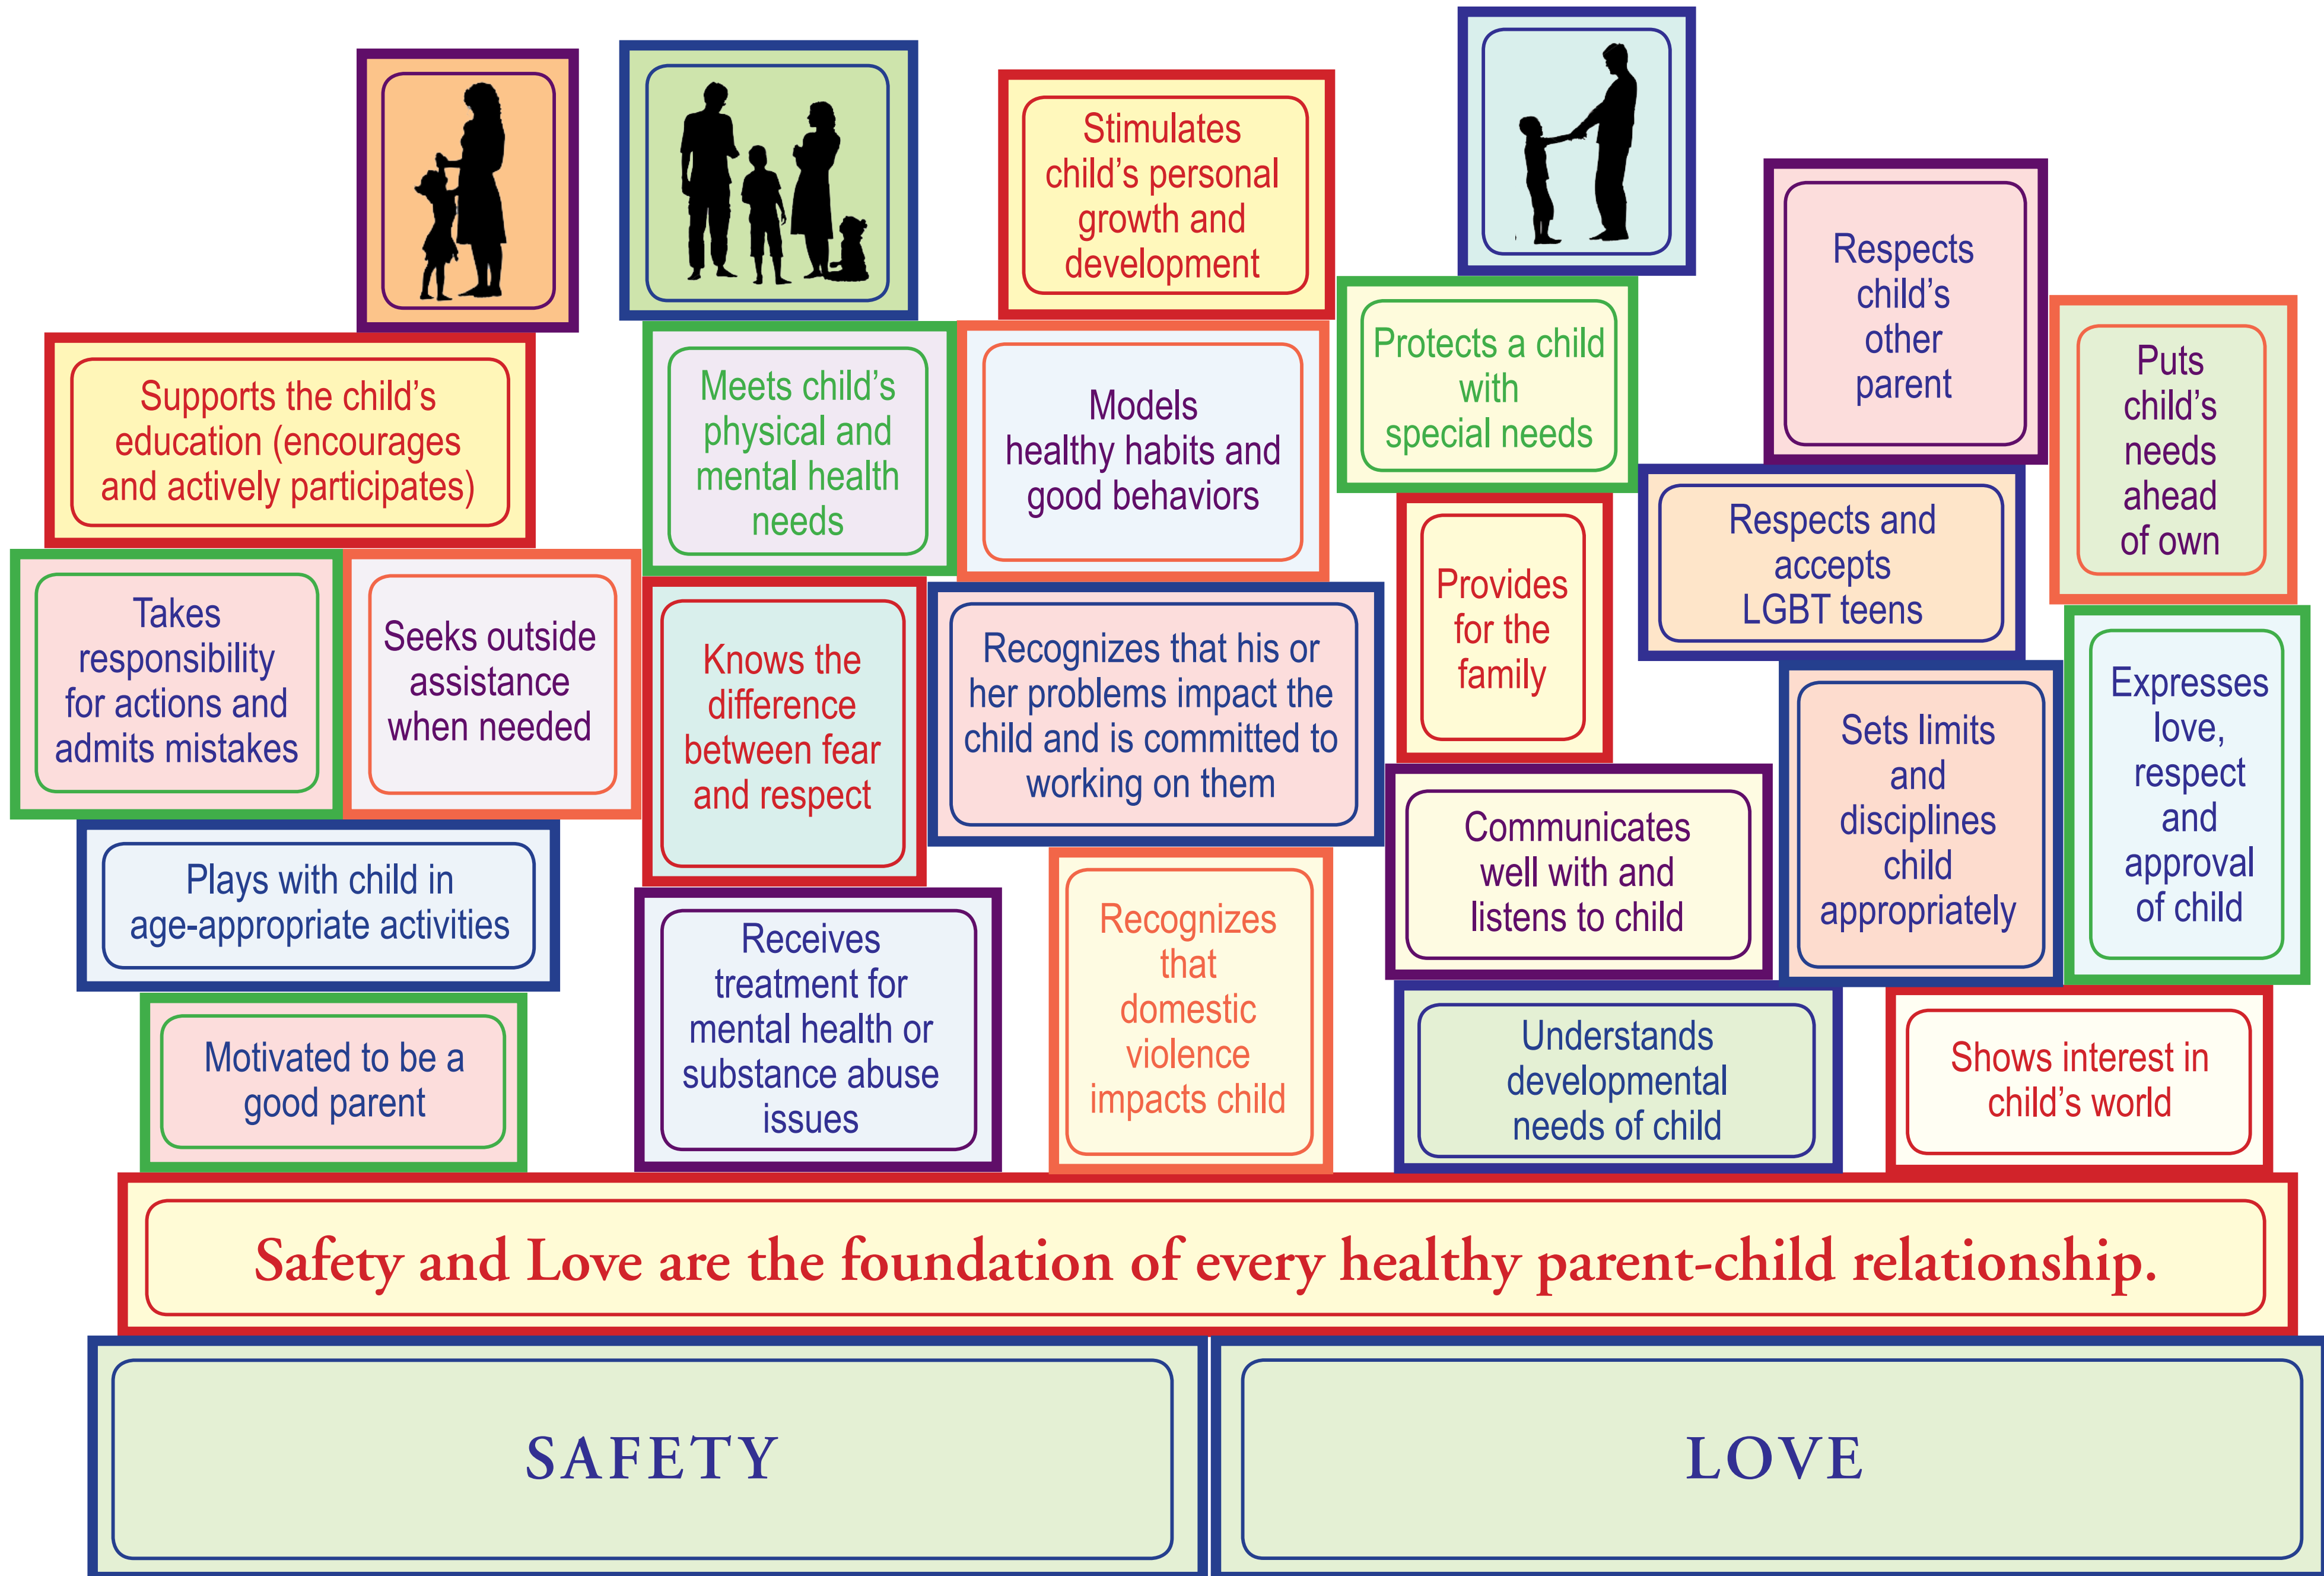 Stimulates
child's personal
growth and
development
Respects
child's
other
parent
Supports the child's
education (encourages
and actively participates)
Meets child's
physical and
mental health
needs
Models
healthy habits and
good behaviors
Protects a child
with
special needs
Puts
child's
needs
ahead
of own
Takes
responsibility
for actions and
admits mistakes
Seeks outside
assistance
when needed
Knows the
difference
between fear
and respect
Recognizes that his or
her problems impact the
child and is committed to
working on them
Provides
for the
family
Respects and
accepts
LGBT teens
Sets limits
and
disciplines
child
appropriately
Expresses
love,
respect
and
approval
of child
Plays with child in
age-appropriate activities
Communicates
well with and
listens to child
Motivated to be a
good parent
Receives
treatment for
mental health or
substance abuse
issues
Recognizes
that
domestic
violence
impacts child
Understands
developmental
needs of child
Shows interest in
child's world
Safety and Love are the foundation of every healthy parent-child relationship.
SAFETY
LOVE